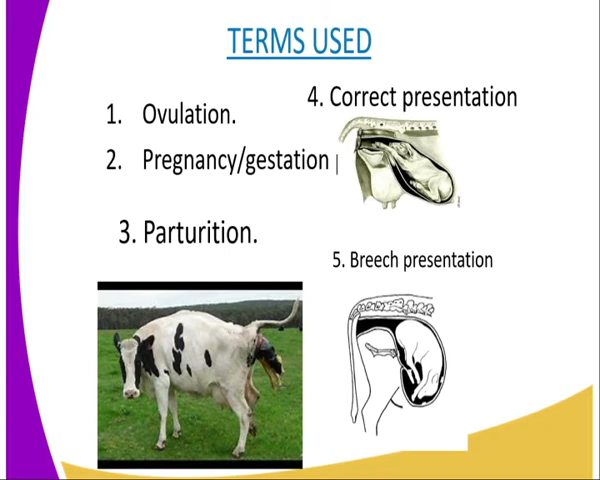 TERMS USED
1. Ovulation.
2. Pregnancy/gestation p
3. Parturition.
4. Correct presentation
5. Breech presentation